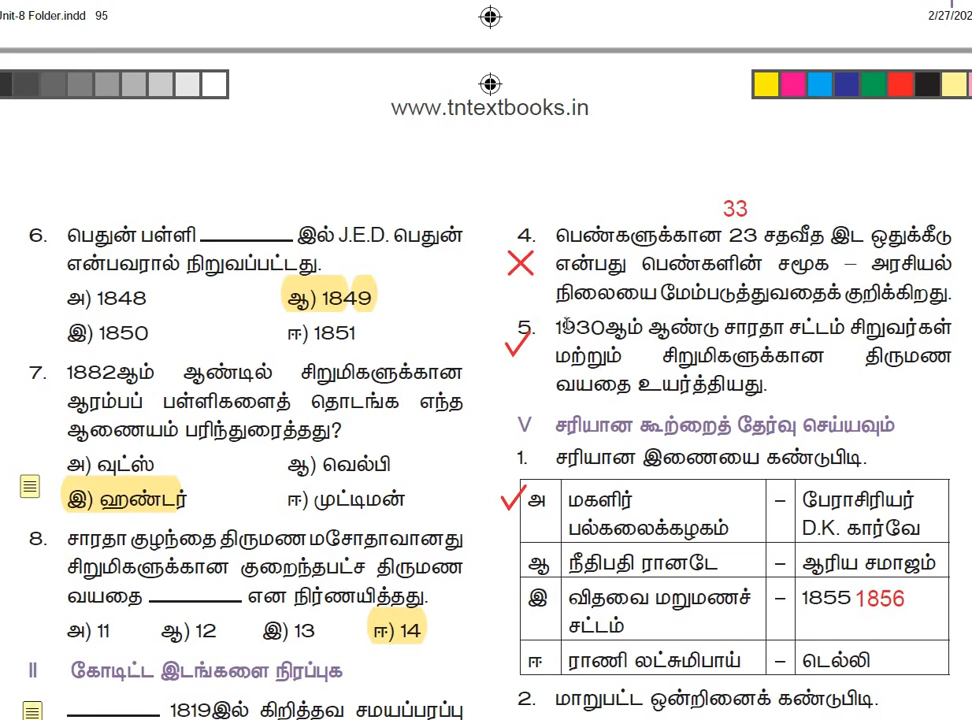 Unit-8 Folder.indd 95
2/27/202
www.tntextbooks.in
6. பெதுன் பள்ளி ________ இல் J.E.D. பெதுன்
என்பவரால் நிறுவப்பட்டது.
அ) 1848 ஆ) 1849
இ) 1850 ஈ) 1851
7. 1882ஆம் ஆண்டில் சிறுமிகளுக்கான
ஆரம்பப் பள்ளிகளைத் தொடங்க எந்த
ஆணையம் பரிந்துரைத்தது?
அ) வுட்ஸ் ஆ) வெல்பி
இ) ஹண்டர் ஈ) முட்டிமன்
8. சாரதா குழந்தை திருமண மசோதாவானது
சிறுமிகளுக்கான குறைந்தபட்ச திருமண
வயதை ________ என நிர்ணயித்தது.
அ) 11 ஆ) 12 இ) 13 ஈ) 14
II கோடிட்ட இடங்களை நிரப்புக
________ 1819இல் கிறித்தவ சமயப்பரப்பு
33
4. பெண்களுக்கான 23 சதவீத இட ஒதுக்கீடு
என்பது பெண்களின் சமூக – அரசியல்
நிலையை மேம்படுத்துவதைக் குறிக்கிறது.
5. 1930ஆம் ஆண்டு சாரதா சட்டம் சிறுவர்கள்
மற்றும் சிறுமிகளுக்கான திருமண
வயதை உயர்த்தியது.
V சரியான கூற்றைத் தேர்வு செய்யவும்
1. சரியான இணையை கண்டுபிடி.
அ மகளிர் – பேராசிரியர்
பல்கலைக்கழகம் D.K. கார்வே
ஆ நீதிபதி ரானடே – ஆரிய சமாஜம்
இ விதவை மறுமணச் – 1855 1856
சட்டம்
ஈ ராணி லட்சுமிபாய் – டெல்லி
2. மாறுபட்ட ஒன்றினைக் கண்டுபிடி.